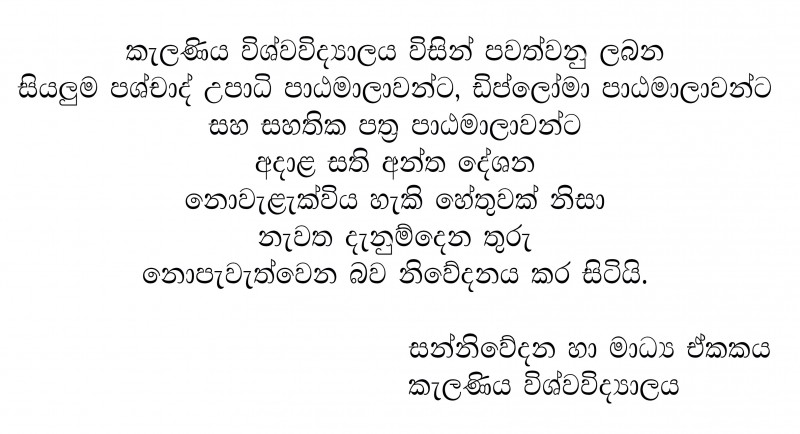 කැලණිය විශ්වවිද්‍යාලය විසින් පවත්වනු ලබන
සියලුම පශ්චාද් උපාධි පාඨමාලාවන්ට, ඩිප්ලෝමා පාඨමාලාවන්ට
සහ සහතික පත්‍ර පාඨමාලාවන්ට
අදාළ සති අන්ත දේශන
නොවැළැක්විය හැකි හේතුවක් නිසා
නැවත දැනුම්දෙන තුරු
නොපැවැත්වෙන බව නිවේදනය කර සිටියි.
සන්නිවේදන හා මාධ්‍ය ඒකකය
කැලණිය විශ්වවිද්‍යාලය